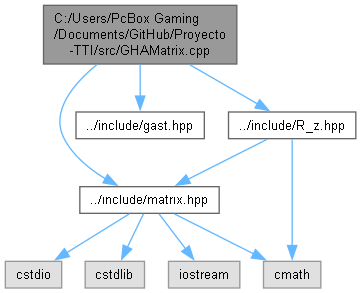 C:/Users/PcBox Gaming
/Documents/GitHub/Proyecto
-TTI/src/GHAMatrix.cpp
../include/gast.hpp
../include/R_z.hpp
../include/matrix.hpp
cstdio
cstdlib
iostream
cmath